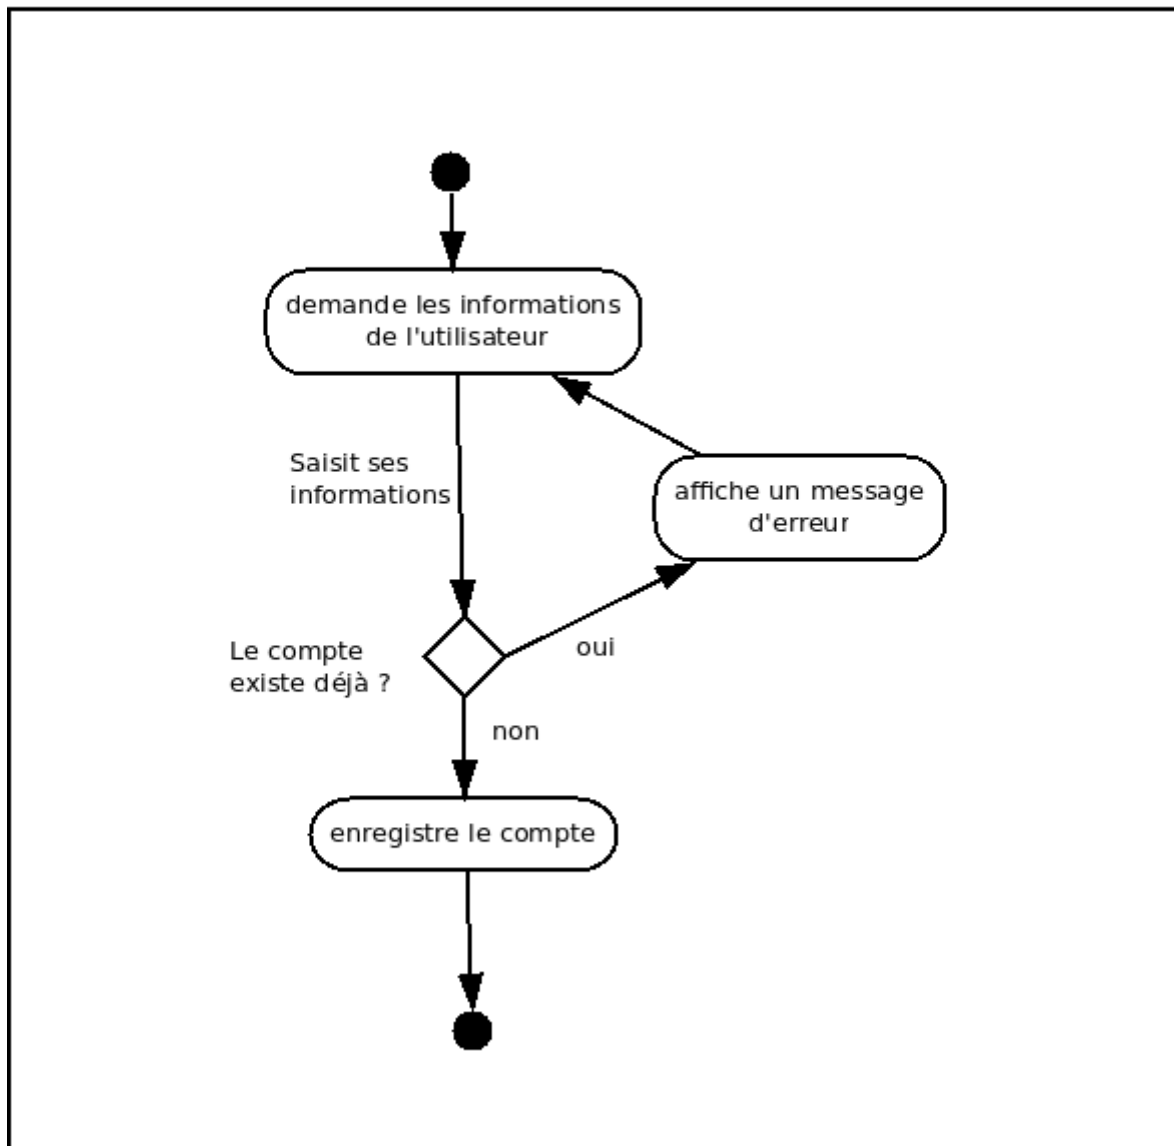 demande les informations
de l'utilisateur
Saisit ses
informations
affiche un message
d'erreur
Le compte
existe déjà ?
oui
non
enregistre le compte